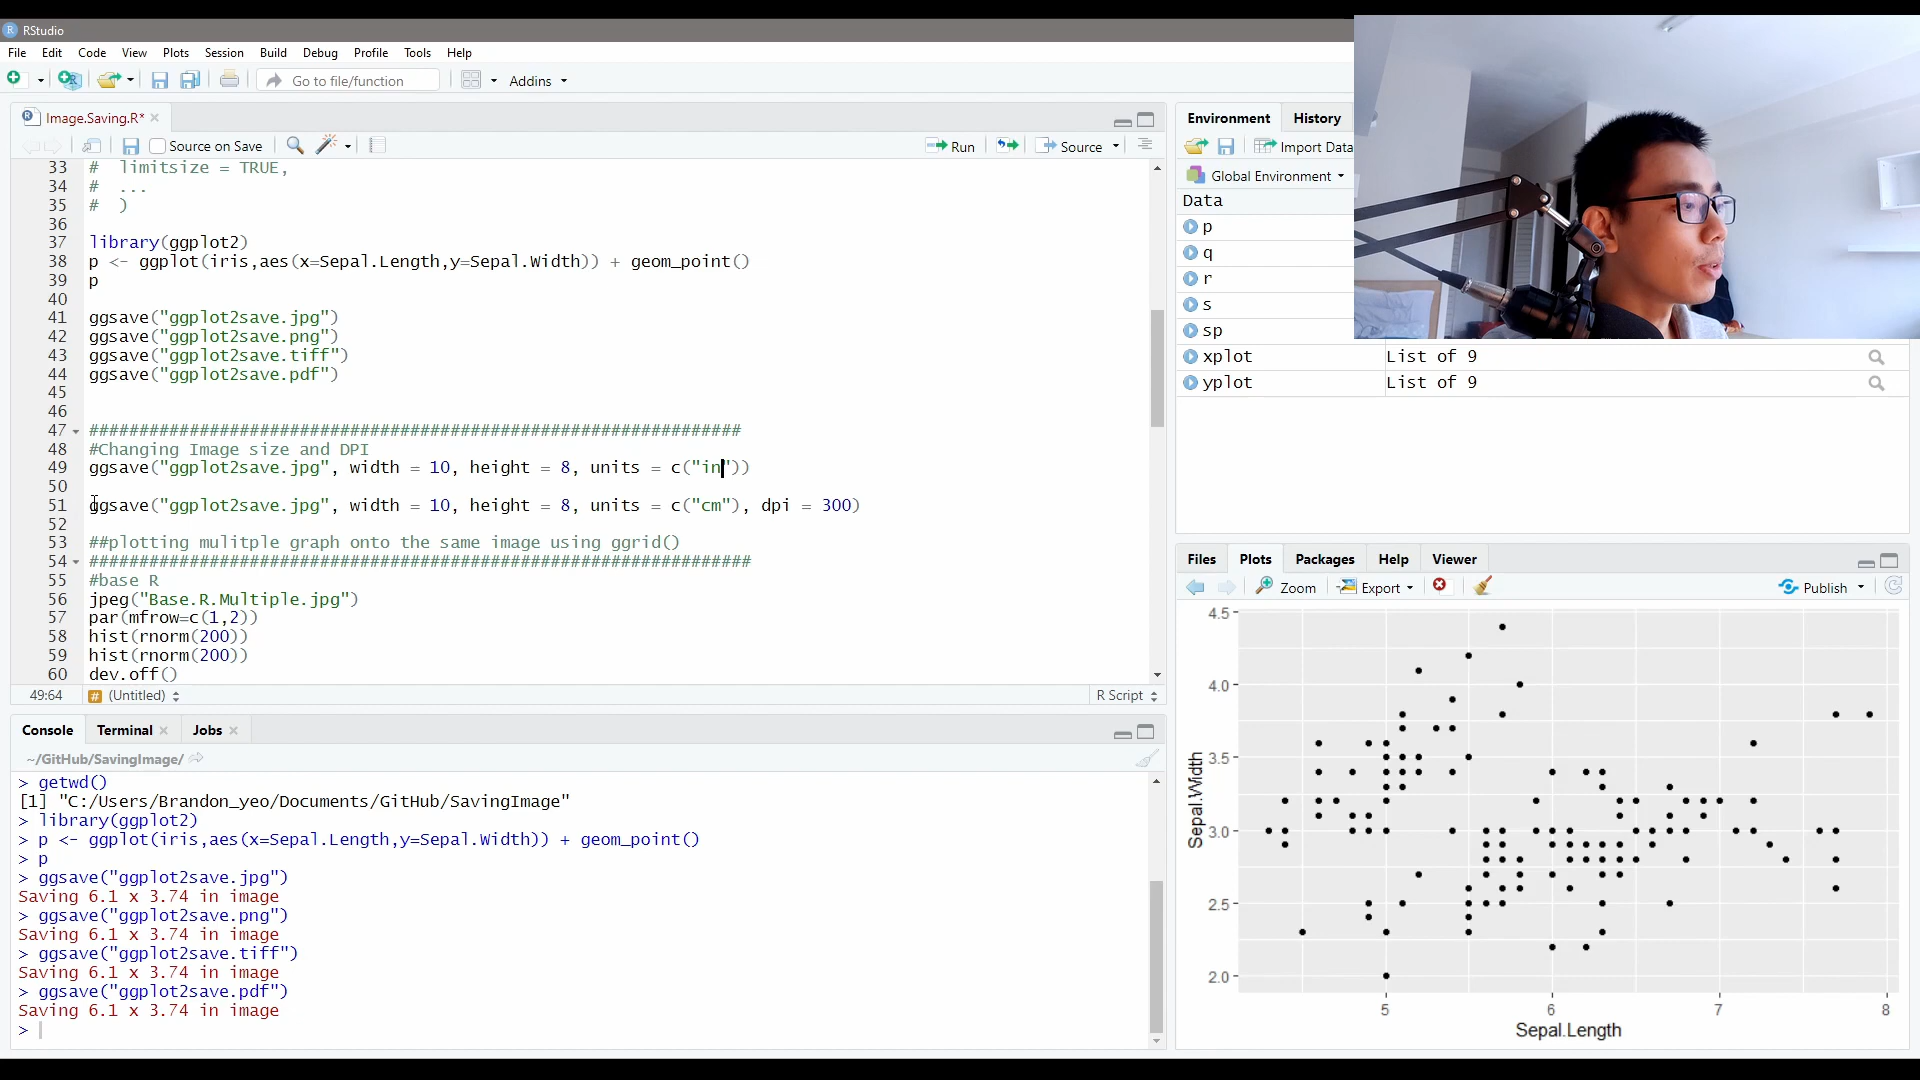 RStudio
File Edit Code View Plots Session Build Debug Profile Tools Help
Go to file/function Addins
Image.Saving.R*
Source on Save Run Source
33 #  limitsize = TRUE,
34 #  ...
35 #  )
36
37 library(ggplot2)
38 p <- ggplot(iris,aes(x=Sepal.Length,y=Sepal.Width)) + geom_point()
39 p
40
41 ggsave("ggplot2save.jpg")
42 ggsave("ggplot2save.png")
43 ggsave("ggplot2save.tiff")
44 ggsave("ggplot2save.pdf")
45
46
47 #################################################################
48 #Changing Image size and DPI
49 ggsave("ggplot2save.jpg", width = 10, height = 8, units = c("in"))
50
51 ggsave("ggplot2save.jpg", width = 10, height = 8, units = c("cm"), dpi = 300)
52
53 ##plotting mulitple graph onto the same image using ggrid()
54 ##################################################################
55 #base R
56 jpeg("Base.R.Multiple.jpg")
57 par(mfrow=c(1,2))
58 hist(rnorm(200))
59 hist(rnorm(200))
60 dev.off()
49:64 # (Untitled) R Script
Console Terminal Jobs
~/GitHub/SavingImage/
> getwd()
[1] "C:/Users/Brandon_yeo/Documents/GitHub/SavingImage"
> library(ggplot2)
> p <- ggplot(iris,aes(x=Sepal.Length,y=Sepal.Width)) + geom_point()
> p
> ggsave("ggplot2save.jpg")
Saving 6.1 x 3.74 in image
> ggsave("ggplot2save.png")
Saving 6.1 x 3.74 in image
> ggsave("ggplot2save.tiff")
Saving 6.1 x 3.74 in image
> ggsave("ggplot2save.pdf")
Saving 6.1 x 3.74 in image
>
Environment History
Import Data
Global Environment
Data
p
q
r
s
sp
xplot List of 9
yplot List of 9
Files Plots Packages Help Viewer
Zoom Export Publish
4.5
4.0
3.5
3.0
2.5
2.0
Sepal.Width
5 6 7 8
Sepal.Length